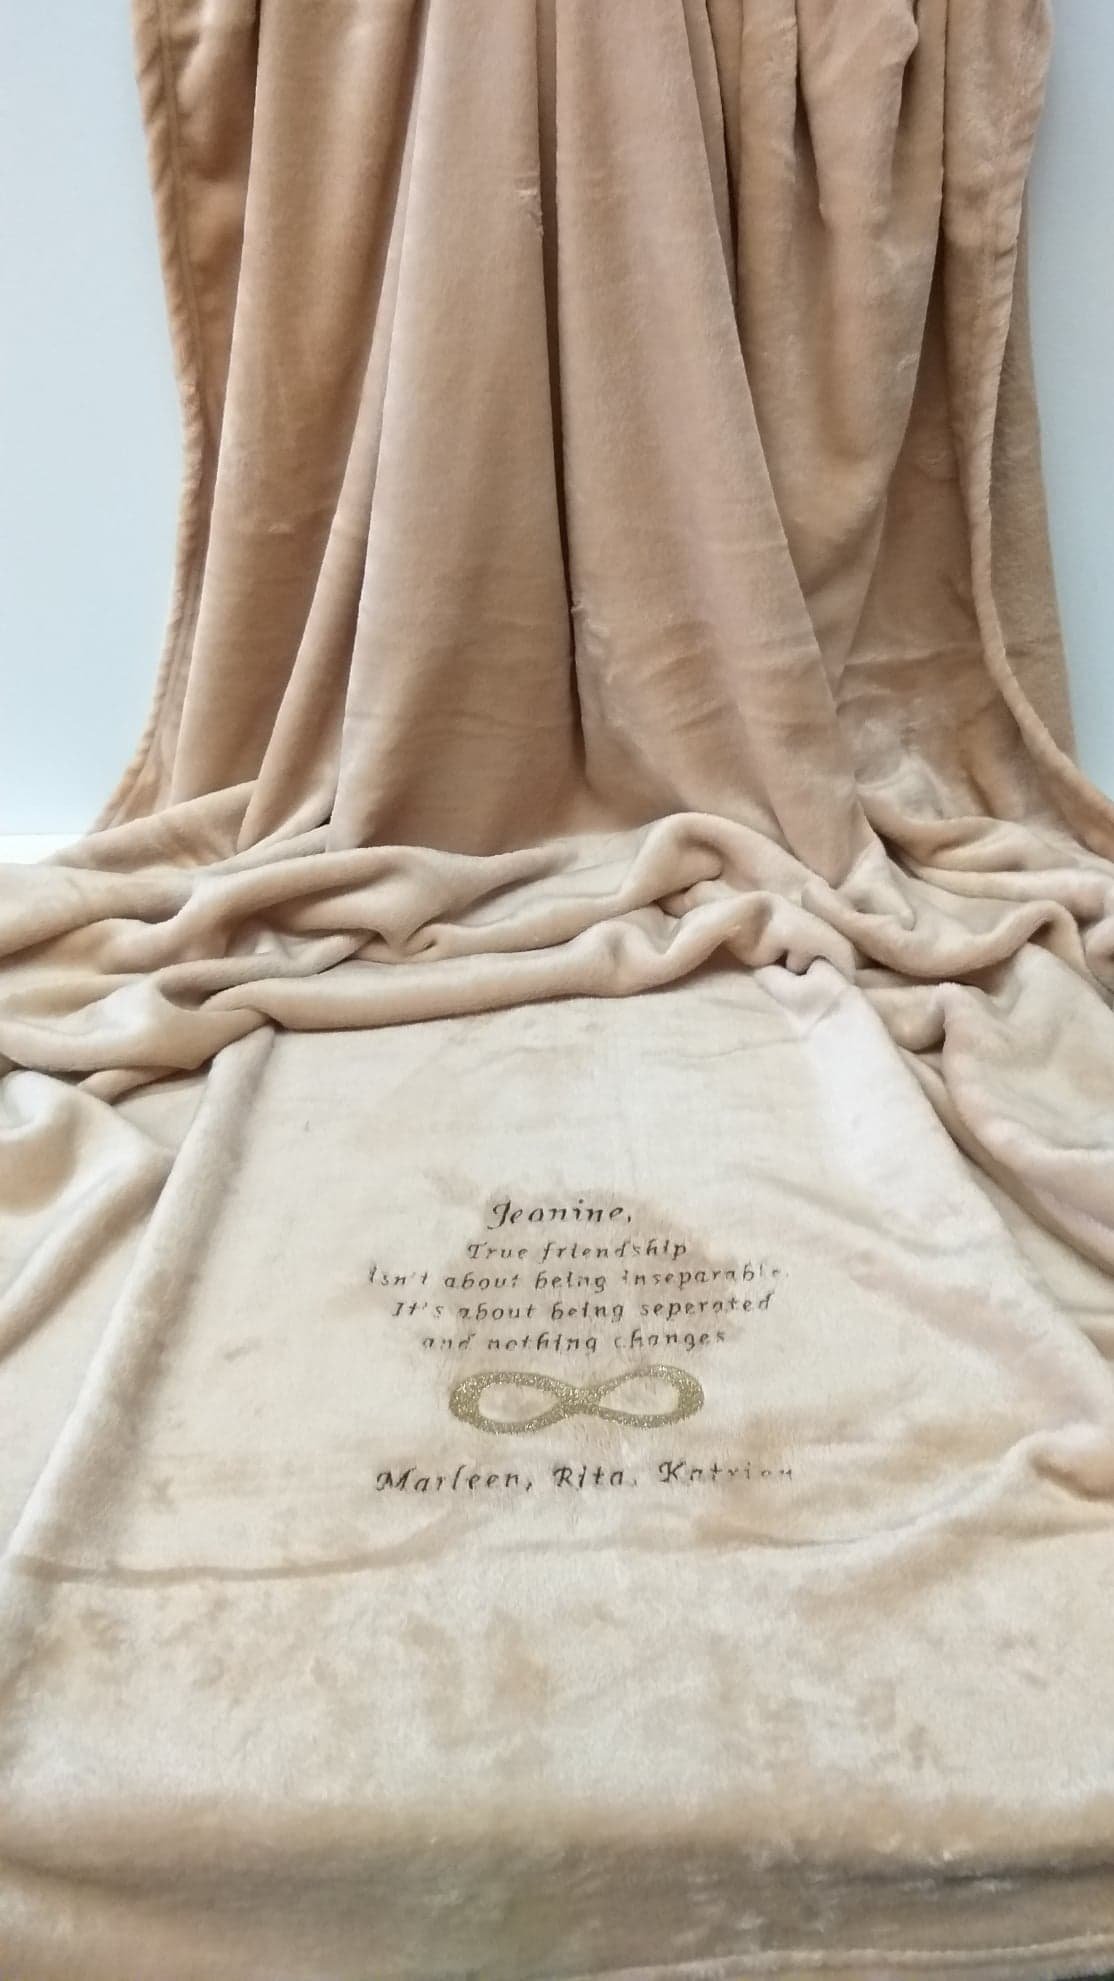 Jeanine,
True friendship
isn't about being inseparable.
It's about being seperated
and nothing changes
Marleen, Rita, Katrien